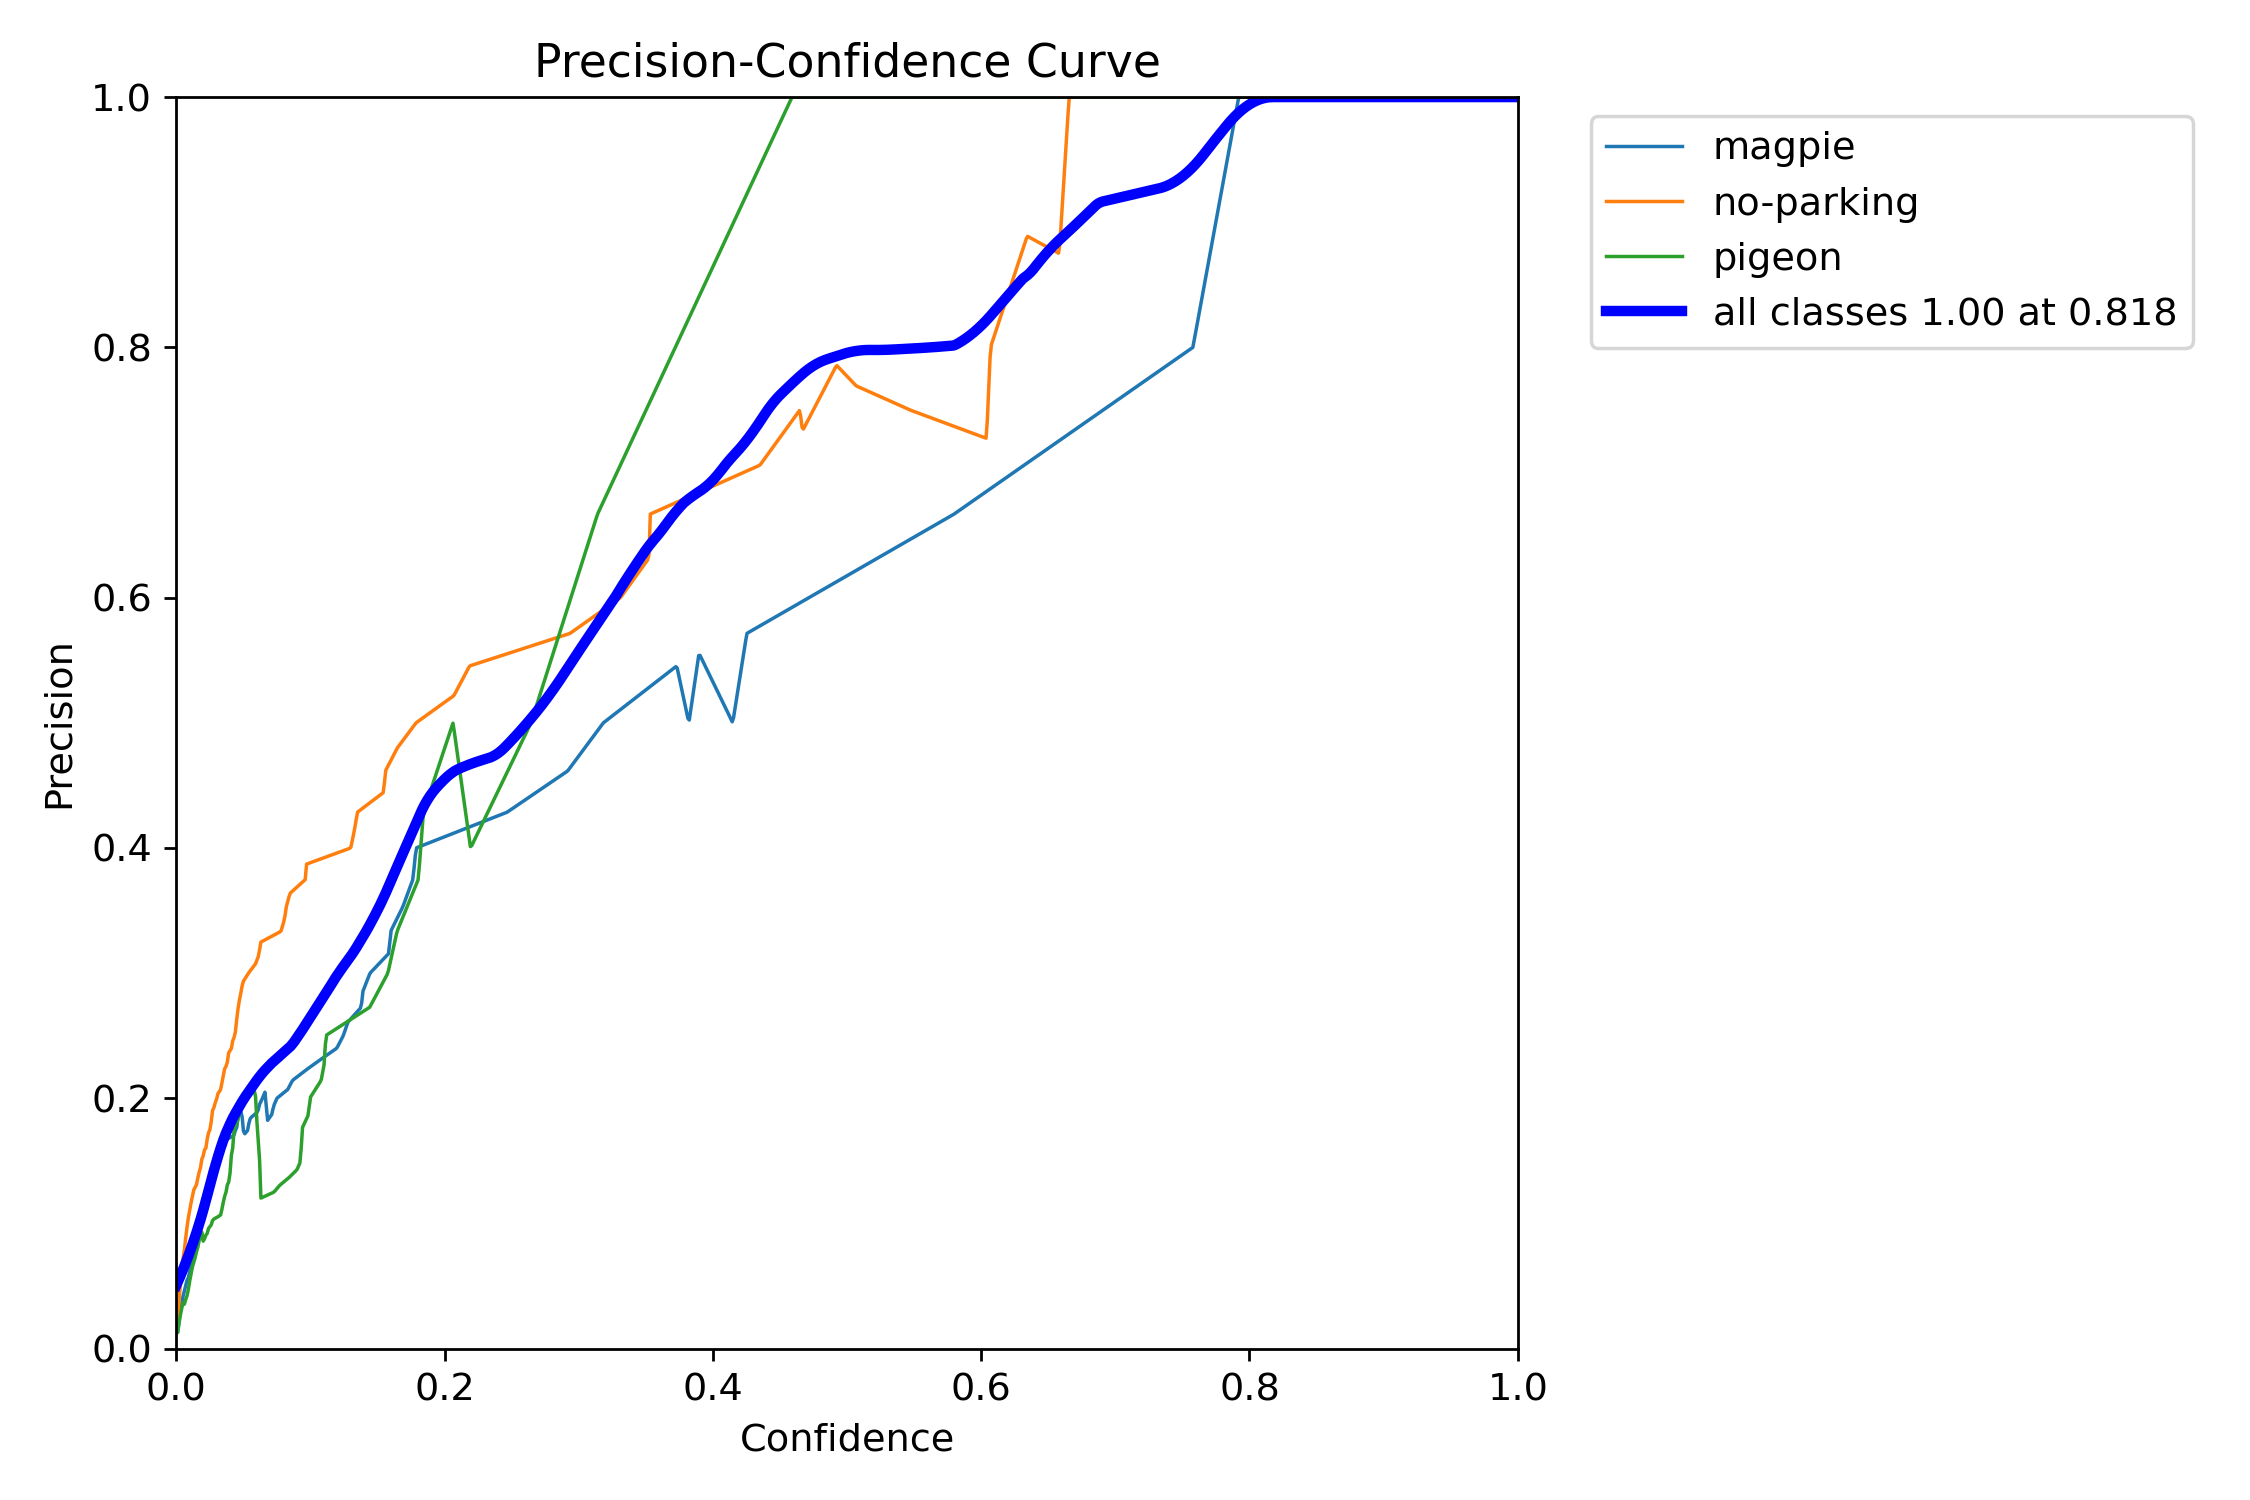 Precision-Confidence Curve
1.0
0.8
0.6
0.4
0.2
0.0
Precision
0.0 0.2 0.4 0.6 0.8 1.0
Confidence
magpie
no-parking
pigeon
all classes 1.00 at 0.818